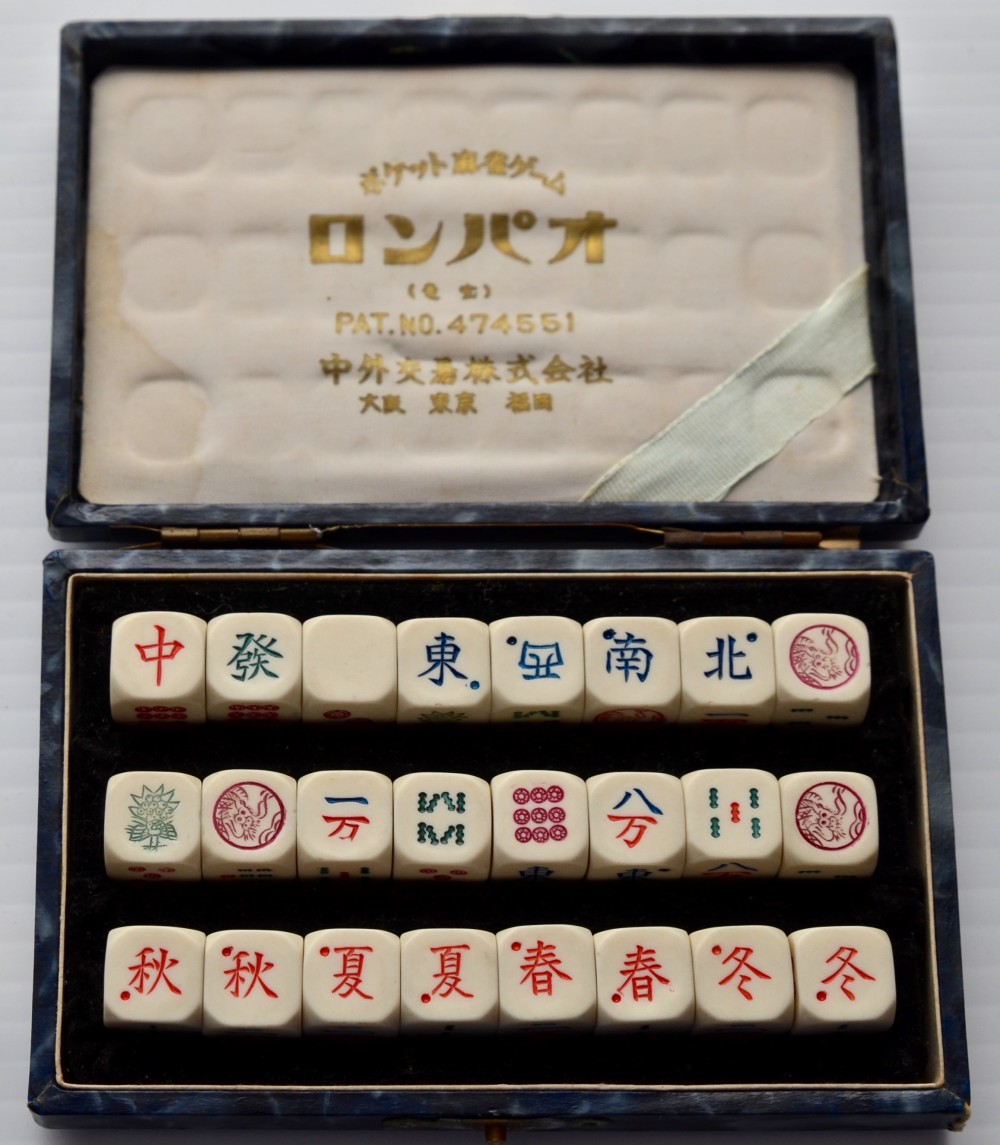 ポケット麻雀ゲーム
ロンパオ
PAT.NO.474551
中外交易株式会社
大阪 東京 福岡
中 發 東 西 南 北
一万 八万
秋 秋 夏 夏 春 春 冬 冬